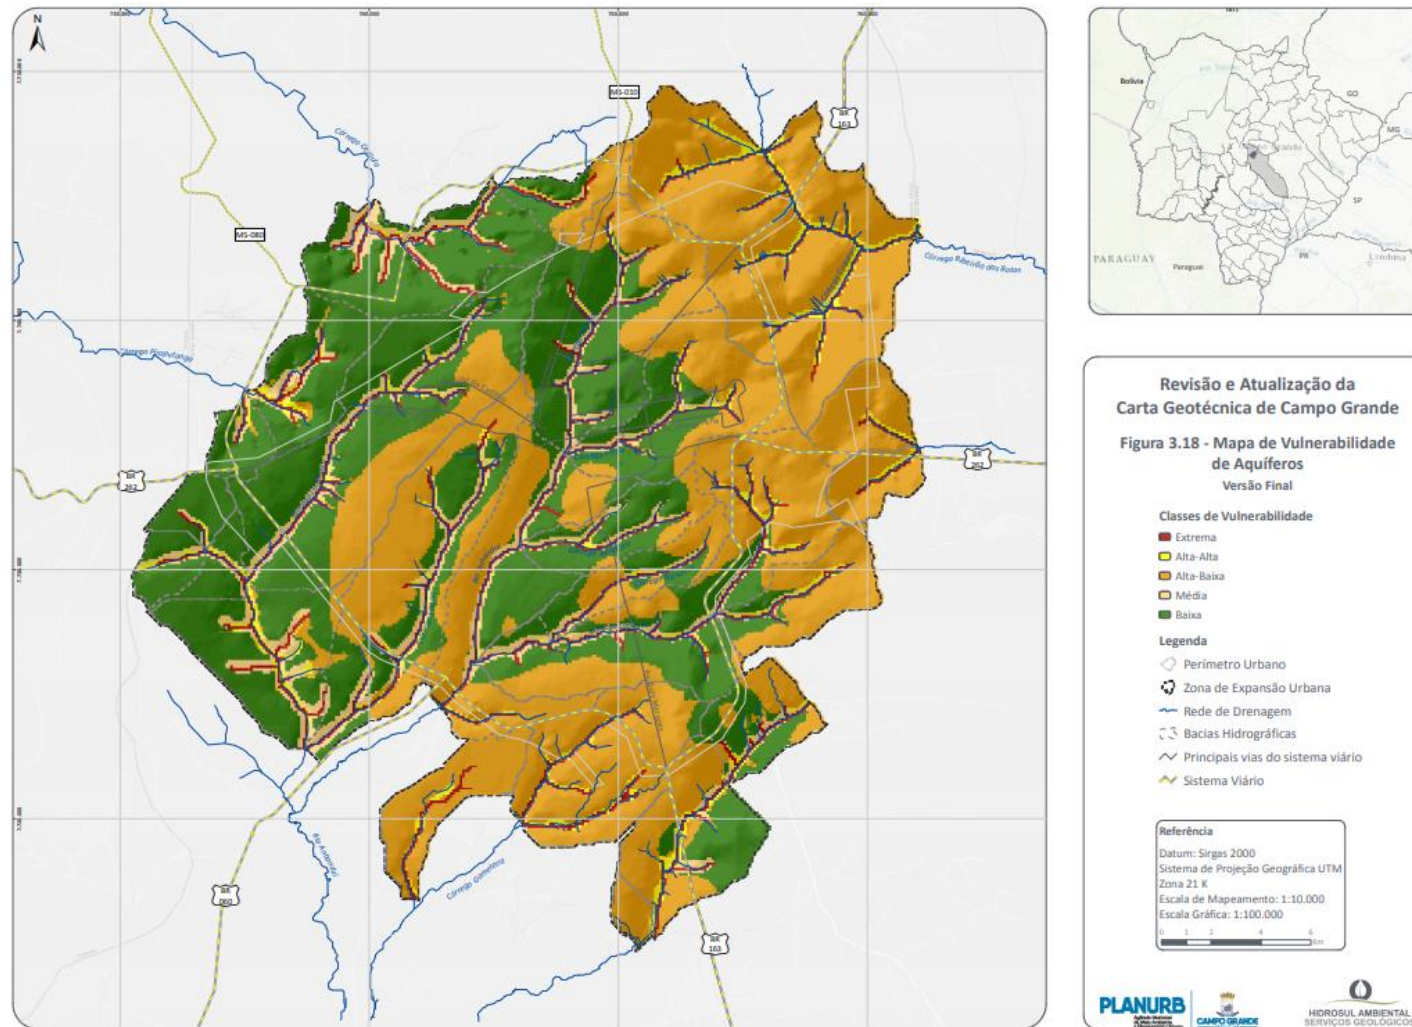 N
MS-010
BR
163
Córrego Ceroula
MS-080
Córrego Ribeirão das Botas
Córrego Piraputanga
BR
262
BR
262
Rio Anhanduí
Córrego Gameleira
BR
060
BR
163
MT
Bolívia
GO
MG
SP
PARAGUAY
Paraguai
PR
Londrina
Revisão e Atualização da
Carta Geotécnica de Campo Grande
Figura 3.18 - Mapa de Vulnerabilidade
de Aquíferos
Versão Final
Classes de Vulnerabilidade
Extrema
Alta-Alta
Alta-Baixa
Média
Baixa
Legenda
Perímetro Urbano
Zona de Expansão Urbana
Rede de Drenagem
Bacias Hidrográficas
Principais vias do sistema viário
Sistema Viário
Referência
Datum: Sirgas 2000
Sistema de Projeção Geográfica UTM
Zona 21 K
Escala de Mapeamento: 1:10.000
Escala Gráfica: 1:100.000
0 1 2 4 6
Km
PLANURB
CAMPO GRANDE
HIDROSUL AMBIENTAL
SERVIÇOS GEOLÓGICOS